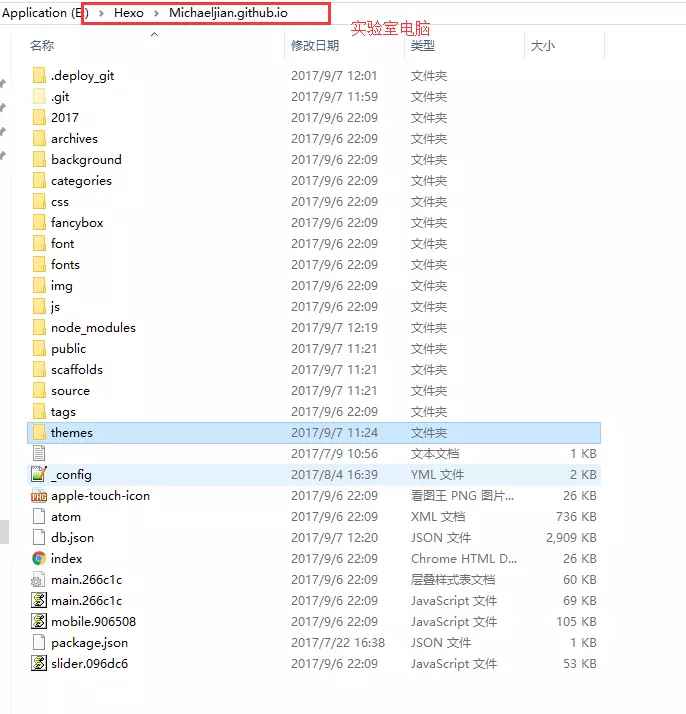 Application (E:) › Hexo › Michaeljian.github.io
实验室电脑
名称 修改日期 类型 大小
.deploy_git 2017/9/7 12:01 文件夹
.git 2017/9/7 11:59 文件夹
2017 2017/9/6 22:09 文件夹
archives 2017/9/6 22:09 文件夹
background 2017/9/6 22:09 文件夹
categories 2017/9/6 22:09 文件夹
css 2017/9/6 22:09 文件夹
fancybox 2017/9/6 22:09 文件夹
font 2017/9/6 22:09 文件夹
fonts 2017/9/6 22:09 文件夹
img 2017/9/6 22:09 文件夹
js 2017/9/6 22:09 文件夹
node_modules 2017/9/7 12:19 文件夹
public 2017/9/7 11:21 文件夹
scaffolds 2017/9/7 11:21 文件夹
source 2017/9/7 11:21 文件夹
tags 2017/9/6 22:09 文件夹
themes 2017/9/7 11:24 文件夹
2017/7/9 10:56 文本文档 1 KB
_config 2017/8/4 16:39 YML 文件 2 KB
apple-touch-icon 2017/9/6 22:09 看图王 PNG 图片... 26 KB
atom 2017/9/6 22:09 XML 文档 736 KB
db.json 2017/9/7 12:20 JSON 文件 2,909 KB
index 2017/9/6 22:09 Chrome HTML D... 26 KB
main.266c1c 2017/9/6 22:09 层叠样式表文档 60 KB
main.266c1c 2017/9/6 22:09 JavaScript 文件 69 KB
mobile.906508 2017/9/6 22:09 JavaScript 文件 105 KB
package.json 2017/7/22 16:38 JSON 文件 1 KB
slider.096dc6 2017/9/6 22:09 JavaScript 文件 53 KB